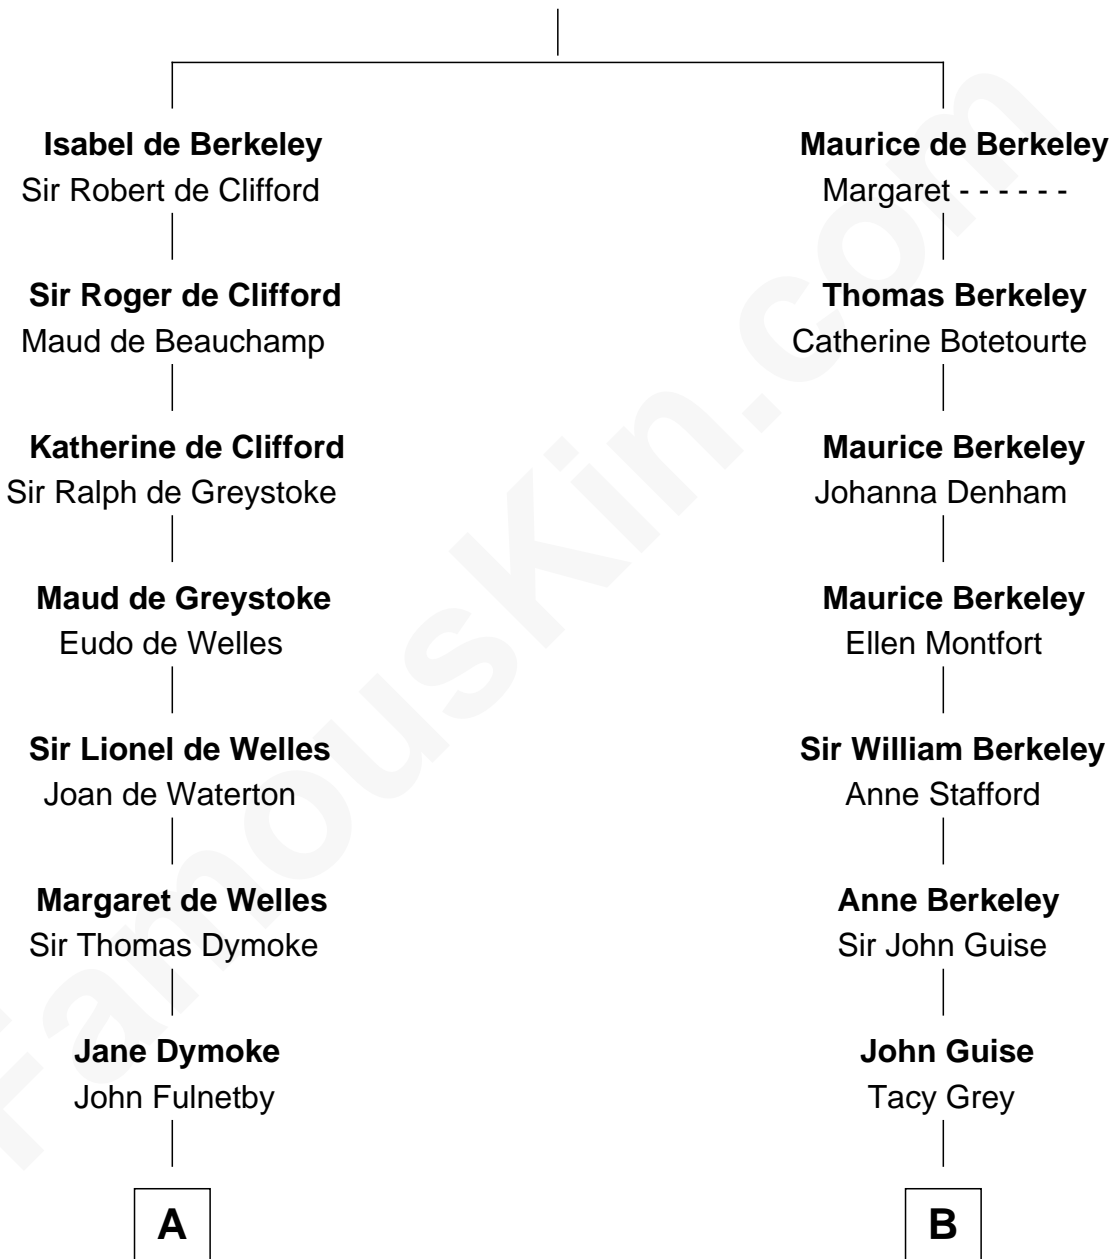 Isabel de Berkeley
Sir Robert de Clifford
Sir Roger de Clifford
Maud de Beauchamp
Katherine de Clifford
Sir Ralph de Greystoke
Maud de Greystoke
Eudo de Welles
Sir Lionel de Welles
Joan de Waterton
Margaret de Welles
Sir Thomas Dymoke
Jane Dymoke
John Fulnetby
A
Maurice de Berkeley
Margaret - - - - - -
Thomas Berkeley
Catherine Botetourte
Maurice Berkeley
Johanna Denham
Maurice Berkeley
Ellen Montfort
Sir William Berkeley
Anne Stafford
Anne Berkeley
Sir John Guise
John Guise
Tacy Grey
B
FamousKin.com